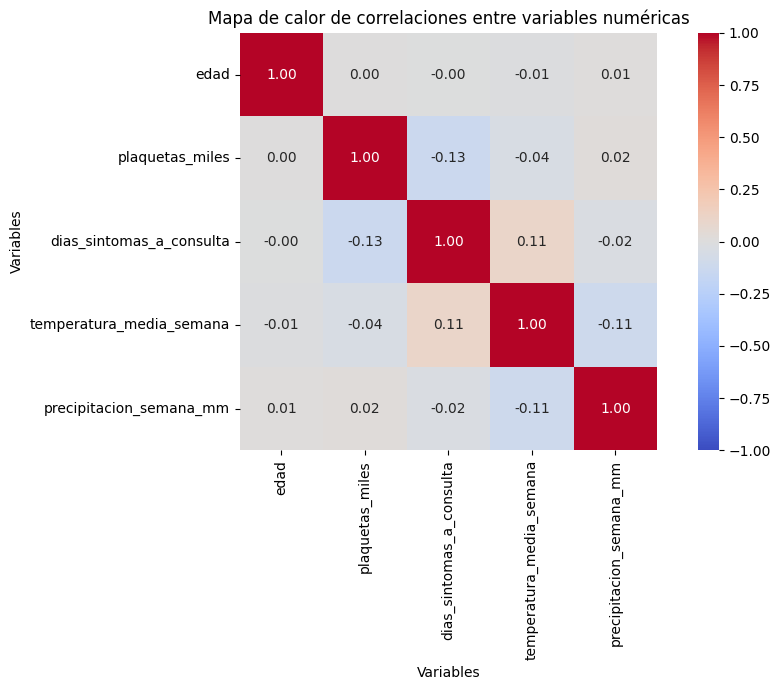 Mapa de calor de correlaciones entre variables numéricas
Variables
edad
1.00 0.00 -0.00 -0.01 0.01
plaquetas_miles
0.00 1.00 -0.13 -0.04 0.02
dias_sintomas_a_consulta
-0.00 -0.13 1.00 0.11 -0.02
temperatura_media_semana
-0.01 -0.04 0.11 1.00 -0.11
precipitacion_semana_mm
0.01 0.02 -0.02 -0.11 1.00
edad
plaquetas_miles
dias_sintomas_a_consulta
temperatura_media_semana
precipitacion_semana_mm
Variables
1.00
0.75
0.50
0.25
0.00
−0.25
−0.50
−0.75
−1.00